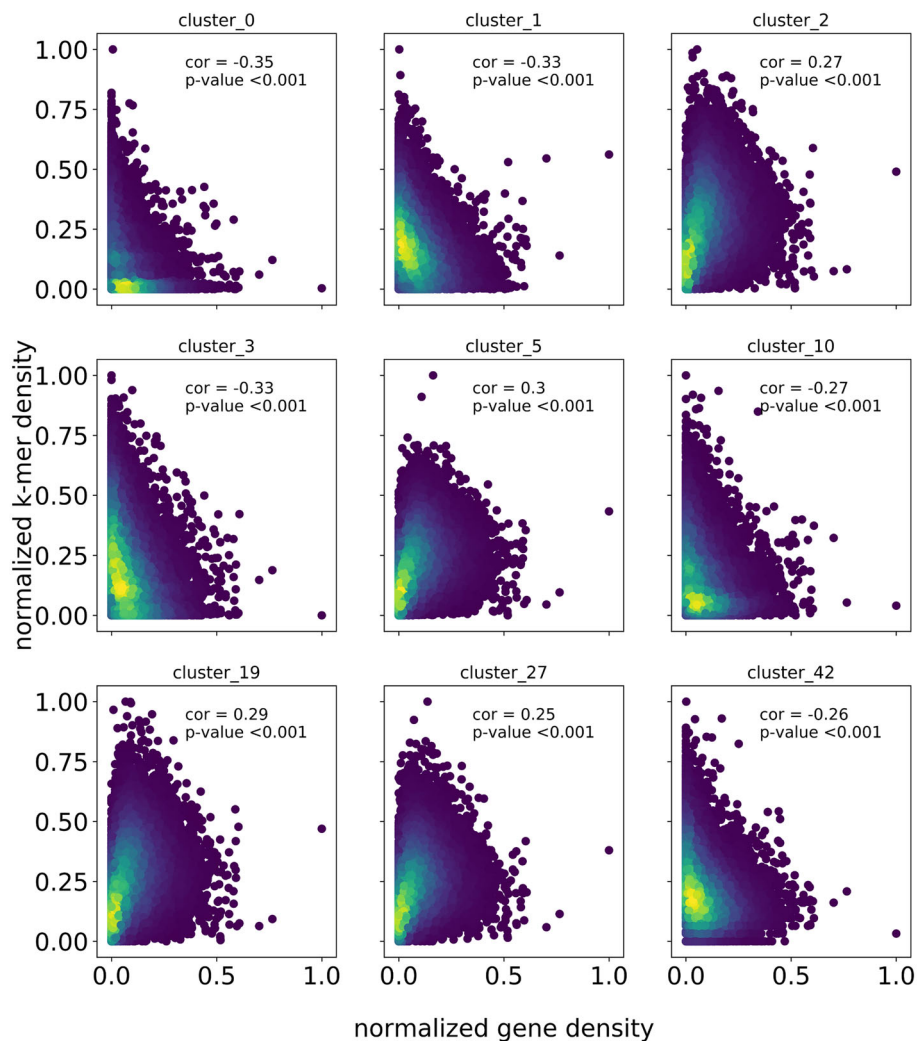 cluster_0
cluster_1
cluster_2
1.00
0.75
0.50
0.25
0.00
cor = -0.35
p-value <0.001
cor = -0.33
p-value <0.001
cor = 0.27
p-value <0.001
cluster_3
cluster_5
cluster_10
normalized k-mer density
1.00
0.75
0.50
0.25
0.00
cor = -0.33
p-value <0.001
cor = 0.3
p-value <0.001
cor = -0.27
p-value <0.001
cluster_19
cluster_27
cluster_42
1.00
0.75
0.50
0.25
0.00
cor = 0.29
p-value <0.001
cor = 0.25
p-value <0.001
cor = -0.26
p-value <0.001
0.0 0.5 1.0
0.0 0.5 1.0
0.0 0.5 1.0
normalized gene density